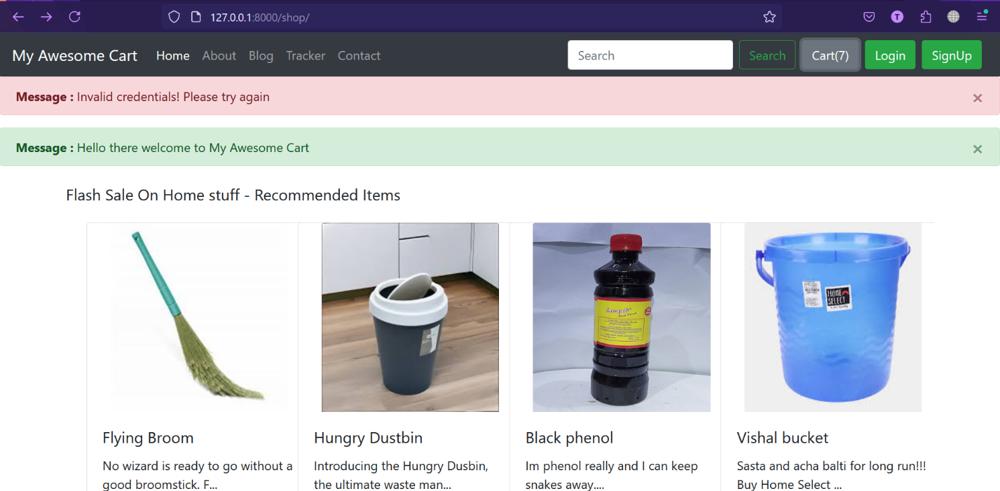 127.0.0.1:8000/shop/
T
My Awesome Cart Home About Blog Tracker Contact Search Search Cart(7) Login SignUp
Message : Invalid credentials! Please try again ×
Message : Hello there welcome to My Awesome Cart ×
Flash Sale On Home stuff - Recommended Items
HOME
SELECT
Flying Broom
No wizard is ready to go without a
good broomstick. F...
Hungry Dustbin
Introducing the Hungry Dusbin,
the ultimate waste man...
Black phenol
Im phenol really and I can keep
snakes away....
Vishal bucket
Sasta and acha balti for long run!!!
Buy Home Select ...